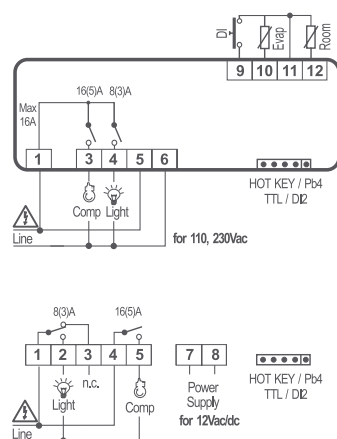 DI
Evap
Room
9 10 11 12
16(5)A 8(3)A
Max
16A
1 3 4 5 6
Comp Light
HOT KEY / Pb4
TTL / DI2
Line
for 110, 230Vac
8(3)A 16(5)A
1 2 3 4 5 7 8
Light
n.c.
Comp
Power
Supply
for 12Vac/dc
HOT KEY / Pb4
TTL / DI2
Line